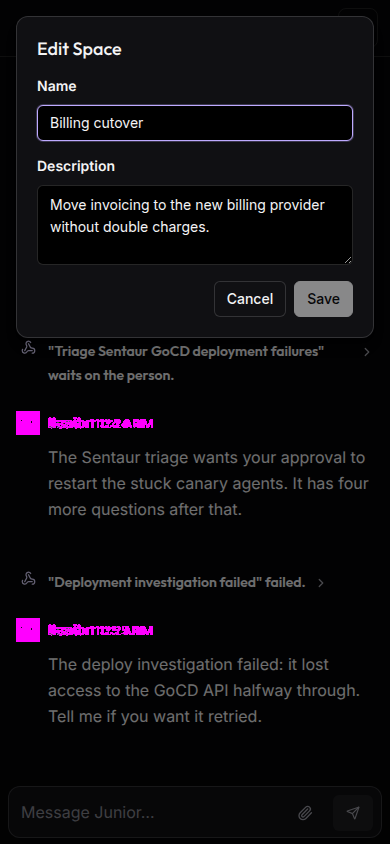 Edit Space
Name
Billing cutover
Description
Move invoicing to the new billing provider
without double charges.
Cancel
Save
"Triage Sentaur GoCD deployment failures"
waits on the person.
The Sentaur triage wants your approval to
restart the stuck canary agents. It has four
more questions after that.
"Deployment investigation failed" failed.
The deploy investigation failed: it lost
access to the GoCD API halfway through.
Tell me if you want it retried.
Message Junior...